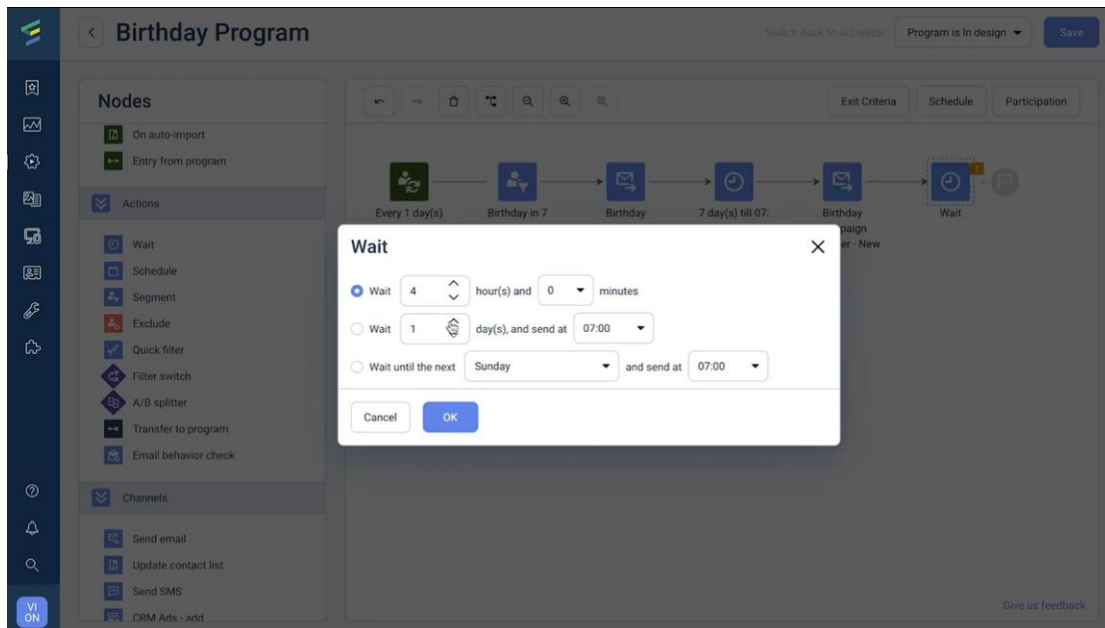 Birthday Program
Switch back to old editor
Program is In design
Save
Nodes
On auto-import
Entry from program
Actions
Wait
Schedule
Segment
Exclude
Quick filter
Filter switch
A/B splitter
Transfer to program
Email behavior check
Channels
Send email
Update contact list
Send SMS
CRM Ads - add
Exit Criteria
Schedule
Participation
1
Every 1 day(s)
Birthday in 7
Birthday
7 day(s) till 07:
Birthday
paign
er - New
Wait
Wait
Wait 4 hour(s) and 0 minutes
Wait 1 day(s), and send at 07:00
Wait until the next Sunday and send at 07:00
Cancel
OK
VI
ON
Give us feedback